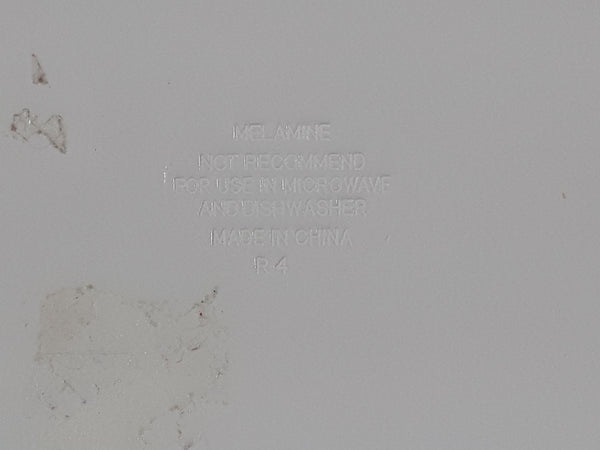 MELAMINE
NOT RECOMMEND
FOR USE IN MICROWAVE
AND DISHWASHER
MADE IN CHINA
R 4